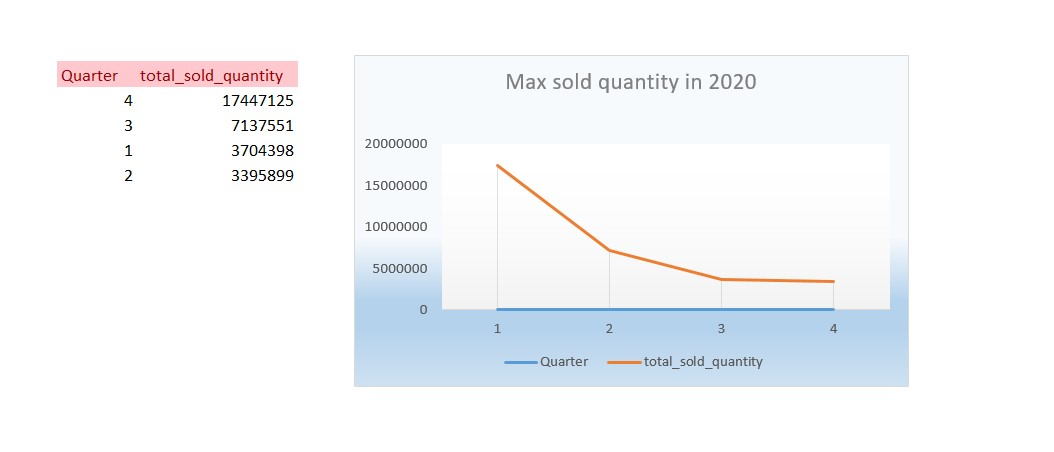 Quarter total_sold_quantity
4 17447125
3 7137551
1 3704398
2 3395899
Max sold quantity in 2020
20000000
15000000
10000000
5000000
0
1 2 3 4
Quarter total_sold_quantity